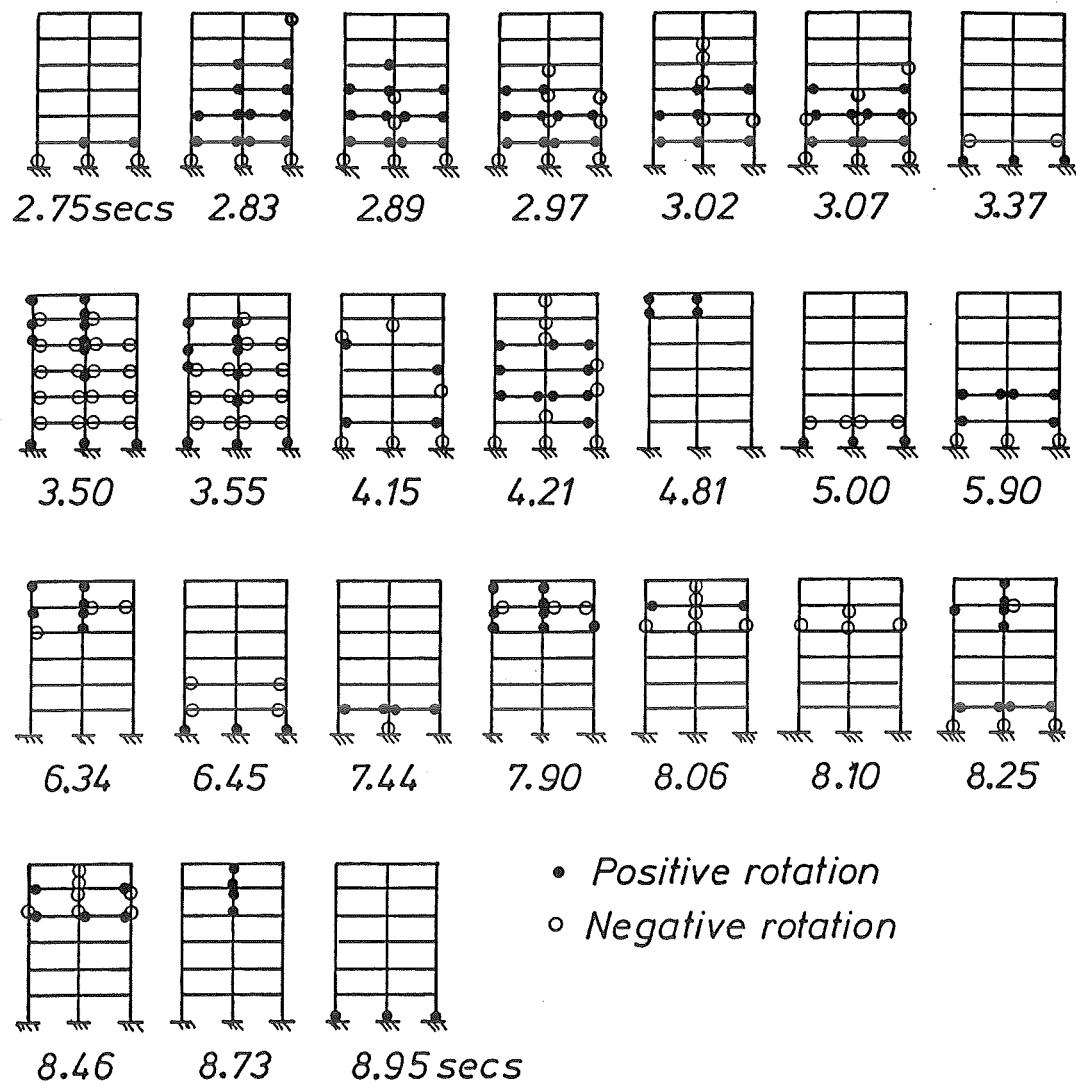 2.75 secs 2.83 2.89 2.97 3.02 3.07 3.37
3.50 3.55 4.15 4.21 4.81 5.00 5.90
6.34 6.45 7.44 7.90 8.06 8.10 8.25
• Positive rotation
○ Negative rotation
8.46 8.73 8.95 secs